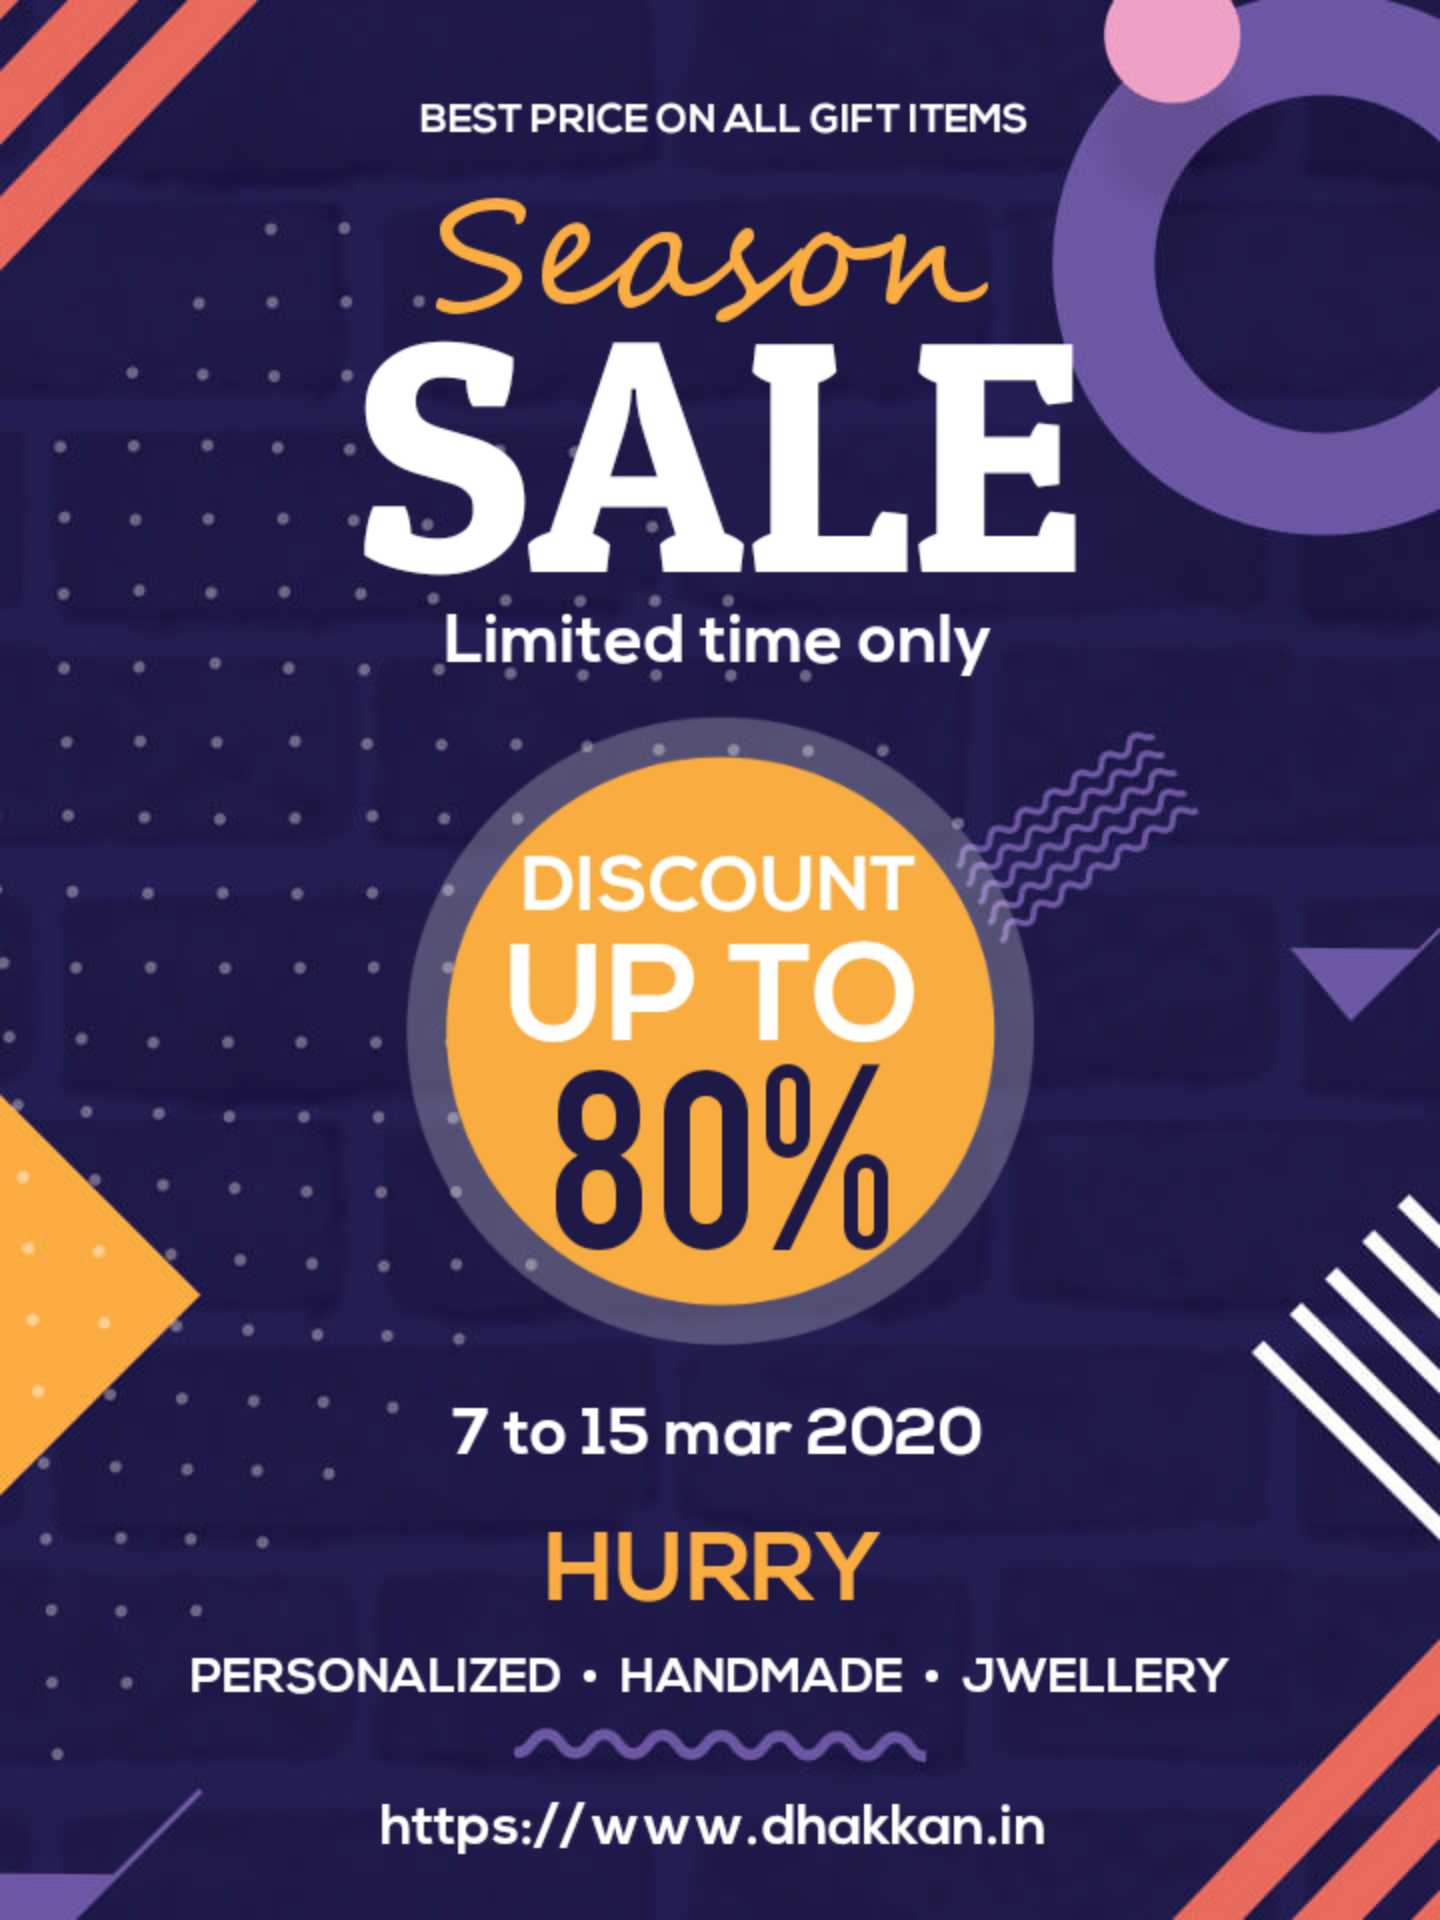 BEST PRICE ON ALL GIFT ITEMS
Season
SALE
Limited time only
DISCOUNT
UP TO
80%
7 to 15 mar 2020
HURRY
PERSONALIZED • HANDMADE • JWELLERY
https://www.dhakkan.in